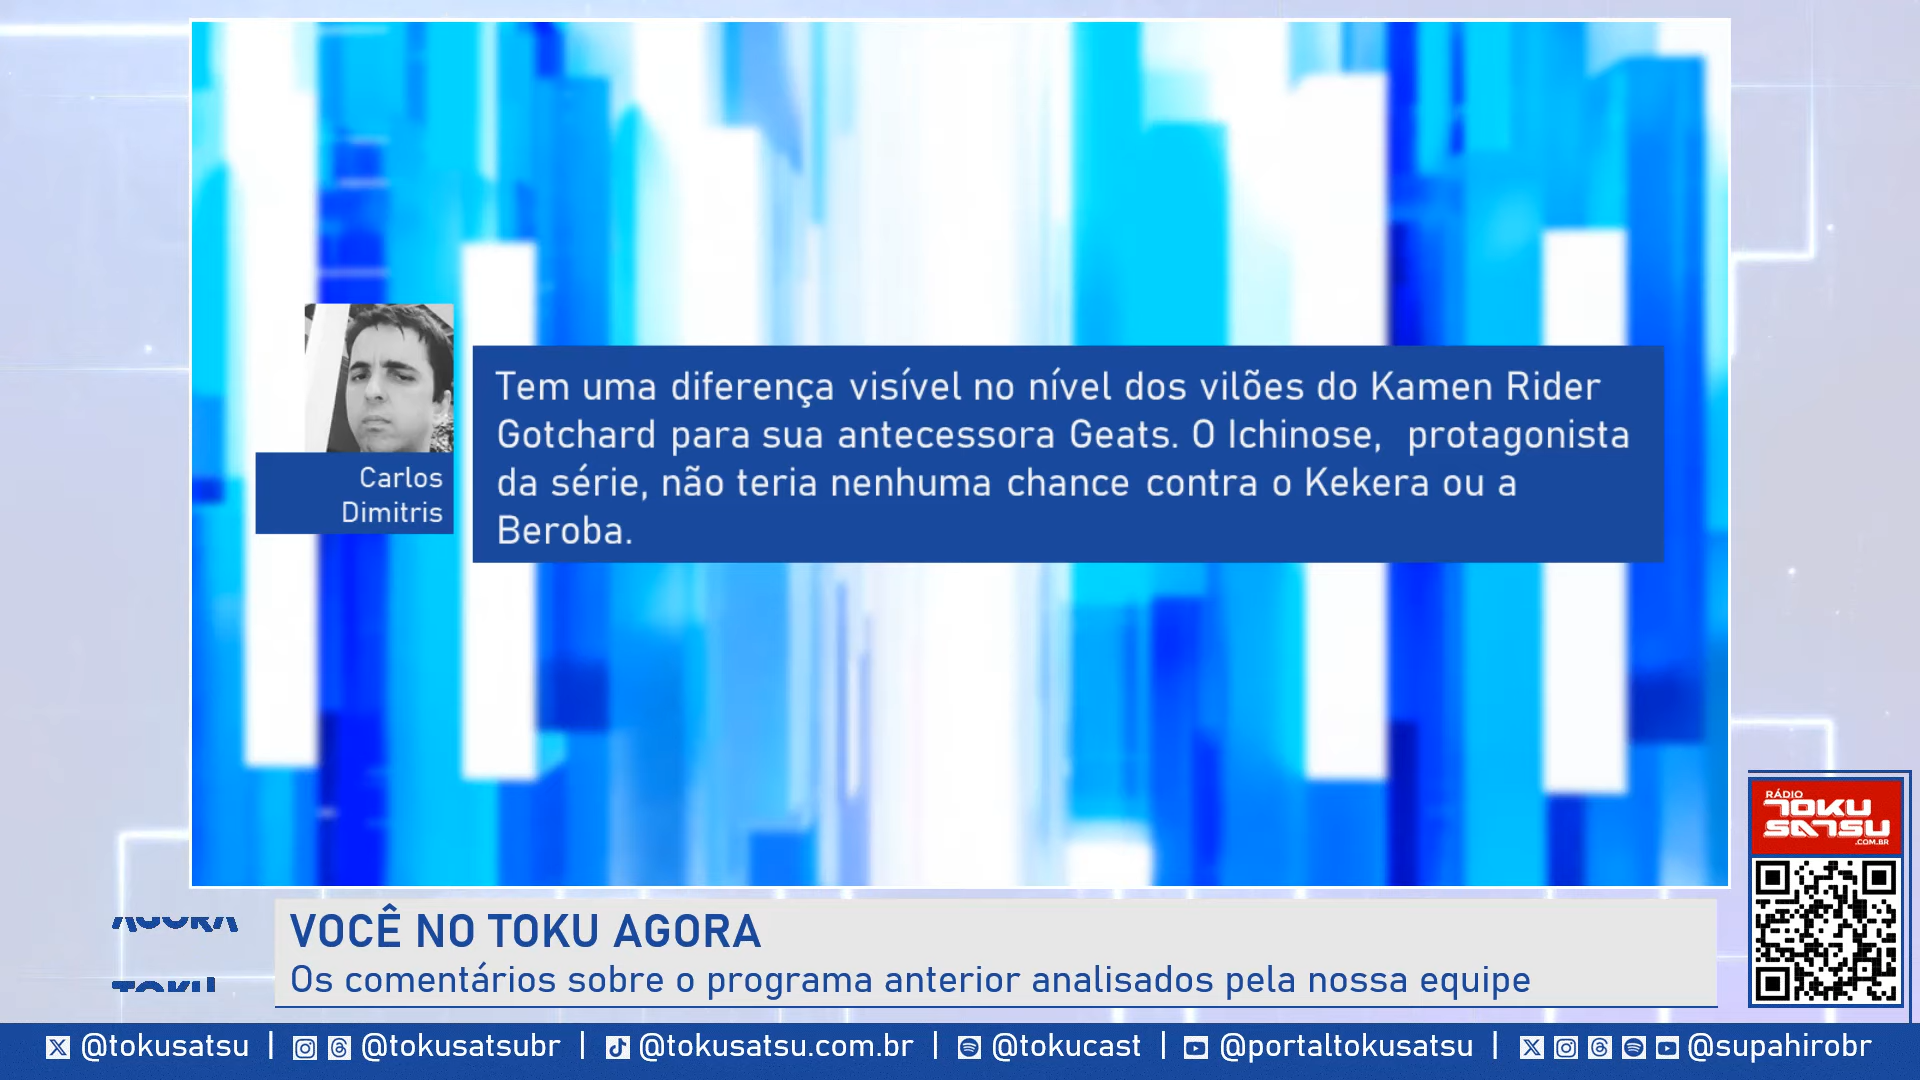 Carlos
Dimitris
Tem uma diferença visível no nível dos vilões do Kamen Rider
Gotchard para sua antecessora Geats. O Ichinose,  protagonista
da série, não teria nenhuma chance contra o Kekera ou a
Beroba.
RÁDIO
TOKU
SATSU
.COM.BR
AGORA
TOKU
VOCÊ NO TOKU AGORA
Os comentários sobre o programa anterior analisados pela nossa equipe
@tokusatsu | @tokusatsubr | @tokusatsu.com.br | @tokucast | @portaltokusatsu | @supahirobr